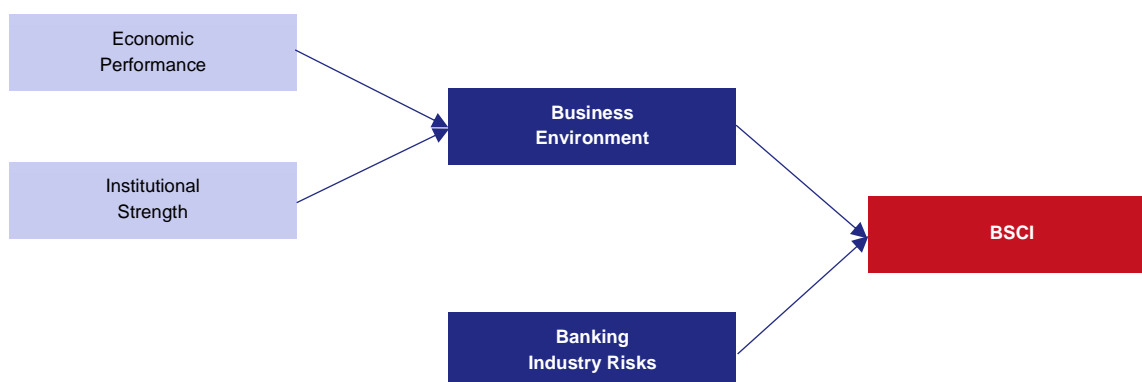 Economic
Performance
Institutional
Strength
Business
Environment
Banking
Industry Risks
BSCI